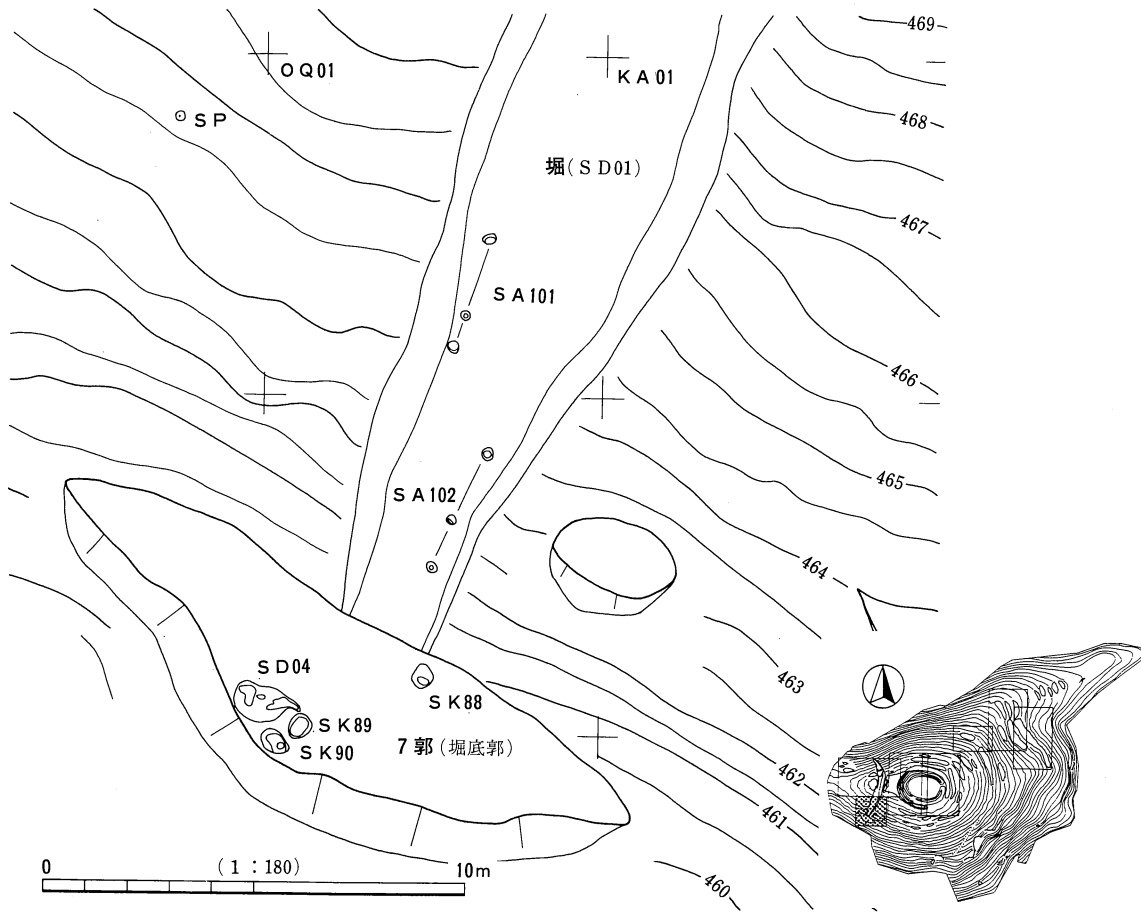 469
OQ01
KA01
SP
468
堀(SD01)
467
SA101
466
465
SA102
464
SD04
463
SK88
SK89
7郭(堀底郭)
SK90
462
461
0 (1:180) 10m
460